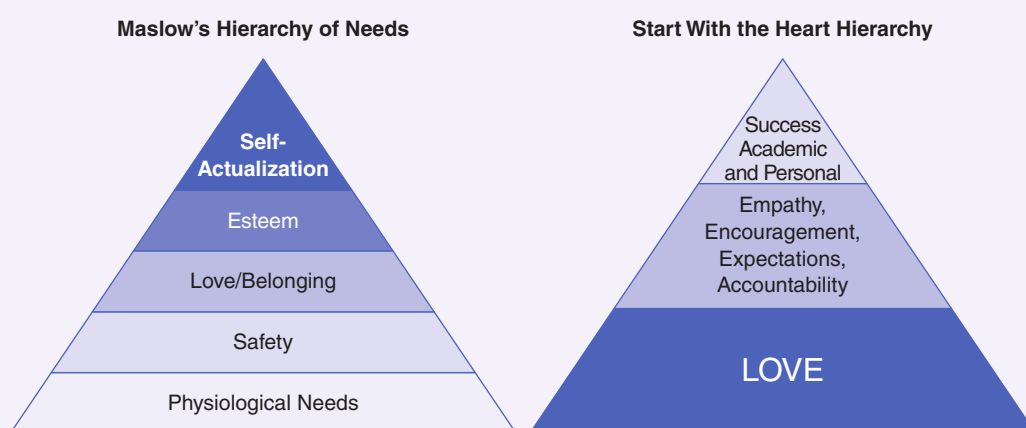 Maslow's Hierarchy of Needs
Self-
Actualization
Esteem
Love/Belonging
Safety
Physiological Needs
Start With the Heart Hierarchy
Success
Academic
and Personal
Empathy,
Encouragement,
Expectations,
Accountability
LOVE